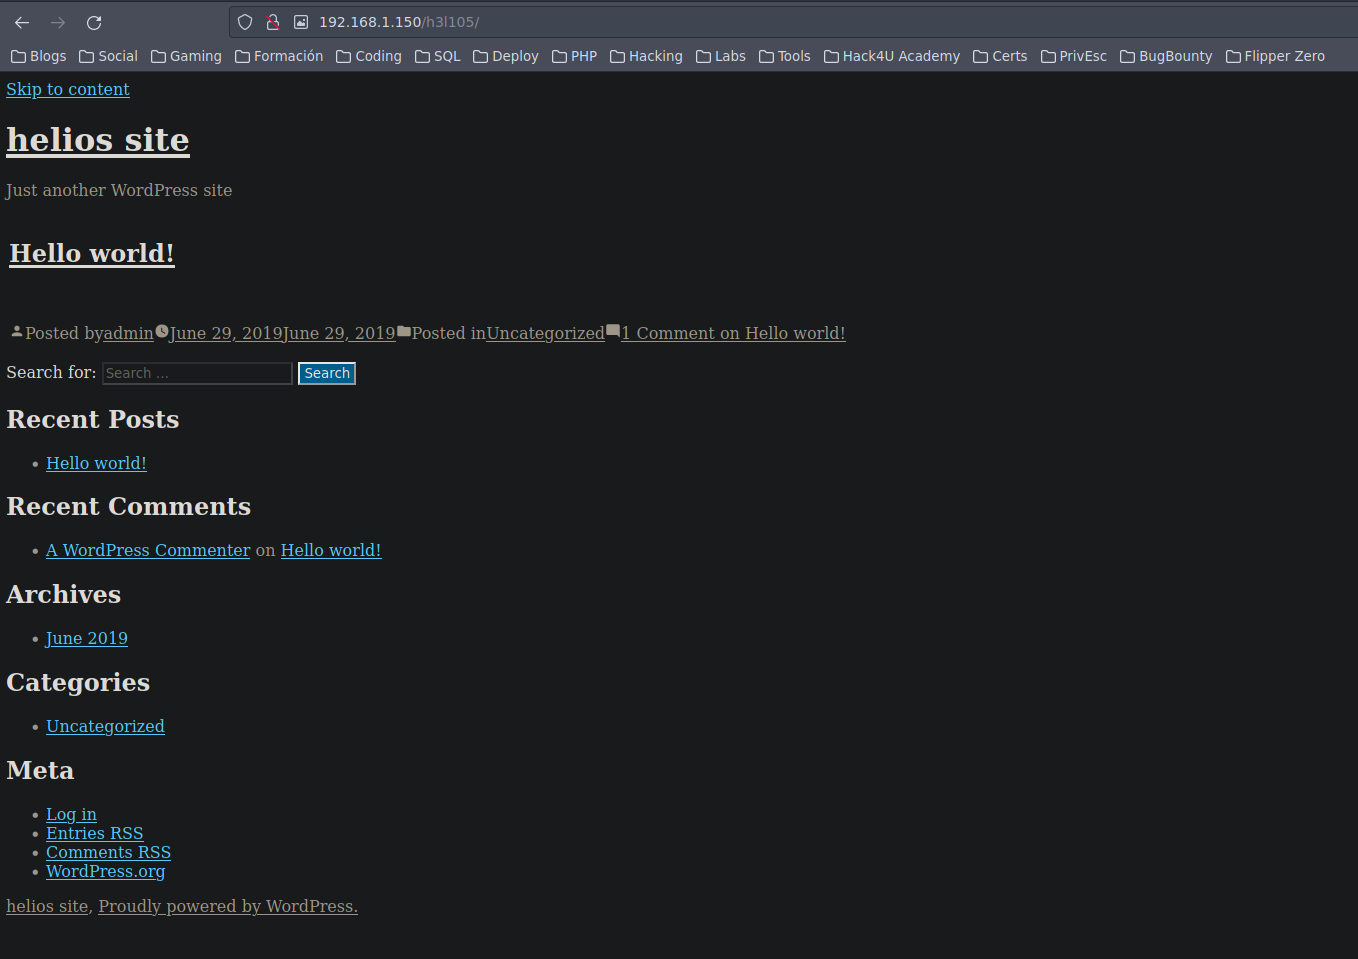 192.168.1.150/h3l105/
Blogs Social Gaming Formación Coding SQL Deploy PHP Hacking Labs Tools Hack4U Academy Certs PrivEsc BugBounty Flipper Zero
Skip to content
helios site
Just another WordPress site
Hello world!
Posted byadminJune 29, 2019June 29, 2019Posted inUncategorized1 Comment on Hello world!
Search for: Search … Search
Recent Posts
Hello world!
Recent Comments
A WordPress Commenter on Hello world!
Archives
June 2019
Categories
Uncategorized
Meta
Log in
Entries RSS
Comments RSS
WordPress.org
helios site, Proudly powered by WordPress.